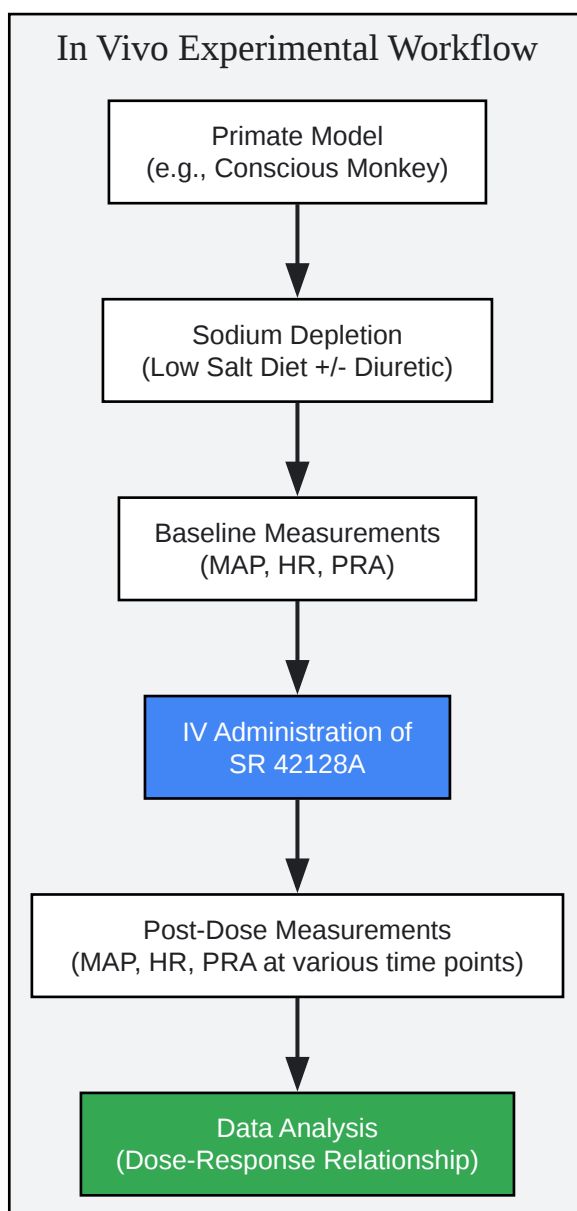 In Vivo Experimental Workflow
Primate Model
(e.g., Conscious Monkey)
Sodium Depletion
(Low Salt Diet +/- Diuretic)
Baseline Measurements
(MAP, HR, PRA)
IV Administration of
SR 42128A
Post-Dose Measurements
(MAP, HR, PRA at various time points)
Data Analysis
(Dose-Response Relationship)